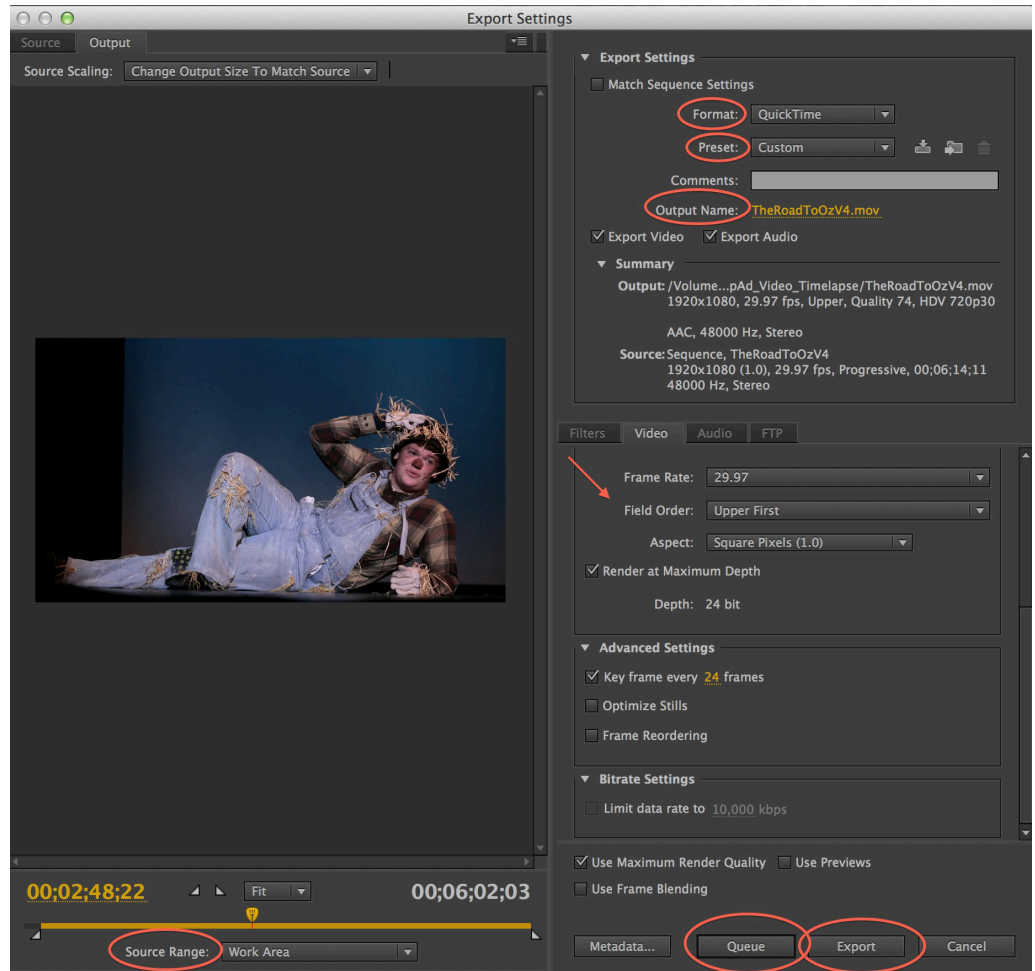 Export Settings
Source Output
Source Scaling: Change Output Size To Match Source
Export Settings
Match Sequence Settings
Format: QuickTime
Preset: Custom
Comments:
Output Name: TheRoadToOzV4.mov
Export Video Export Audio
Summary
Output: /Volume...pAd_Video_Timelapse/TheRoadToOzV4.mov
1920x1080, 29.97 fps, Upper, Quality 74, HDV 720p30
AAC, 48000 Hz, Stereo
Source: Sequence, TheRoadToOzV4
1920x1080 (1.0), 29.97 fps, Progressive, 00;06;14;11
48000 Hz, Stereo
Filters Video Audio FTP
Frame Rate: 29.97
Field Order: Upper First
Aspect: Square Pixels (1.0)
Render at Maximum Depth
Depth: 24 bit
Advanced Settings
Key frame every 24 frames
Optimize Stills
Frame Reordering
Bitrate Settings
Limit data rate to 10,000 kbps
Use Maximum Render Quality Use Previews
Use Frame Blending
00;02;48;22 Fit 00;06;02;03
Source Range: Work Area
Metadata... Queue Export Cancel